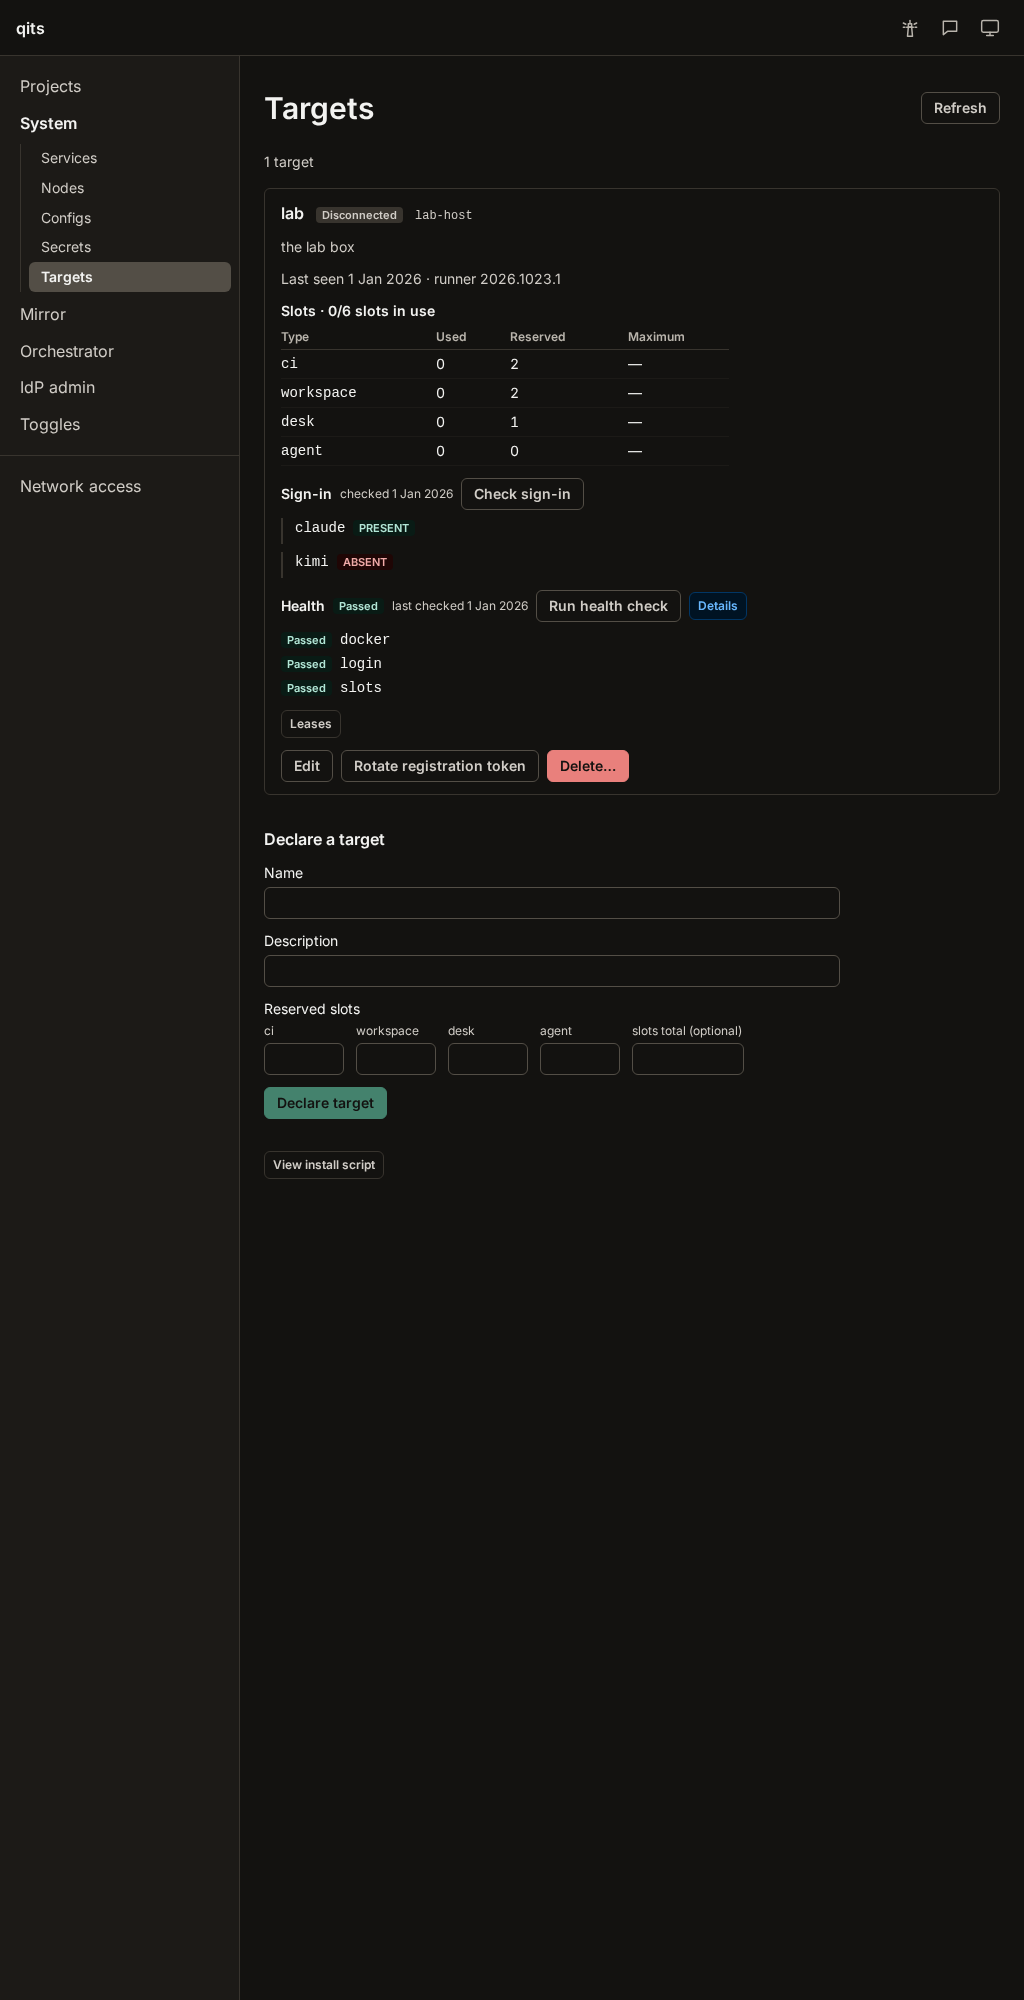 qits
Projects
System
Services
Nodes
Configs
Secrets
Targets
Mirror
Orchestrator
IdP admin
Toggles
Network access
Targets
Refresh
1 target
lab Disconnected lab-host
the lab box
Last seen 1 Jan 2026 · runner 2026.1023.1
Slots · 0/6 slots in use
Type Used Reserved Maximum
ci 0 2 —
workspace 0 2 —
desk 0 1 —
agent 0 0 —
Sign-in checked 1 Jan 2026 Check sign-in
claude PRESENT
kimi ABSENT
Health Passed last checked 1 Jan 2026 Run health check Details
Passed docker
Passed login
Passed slots
Leases
Edit Rotate registration token Delete…
Declare a target
Name
Description
Reserved slots
ci workspace desk agent slots total (optional)
Declare target
View install script